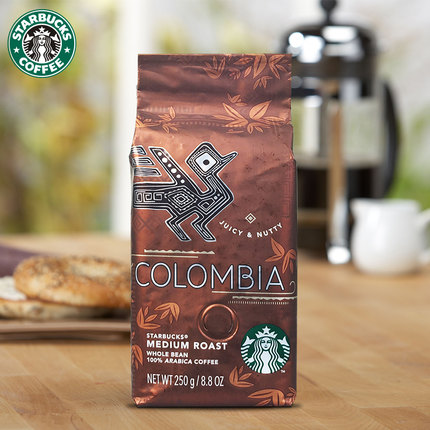 STARBUCKS
COFFEE
JUICY & NUTTY
COLOMBIA
STARBUCKS®
MEDIUM ROAST
WHOLE BEAN
100% ARABICA COFFEE
NET WT 250 g / 8.8 OZ
TM